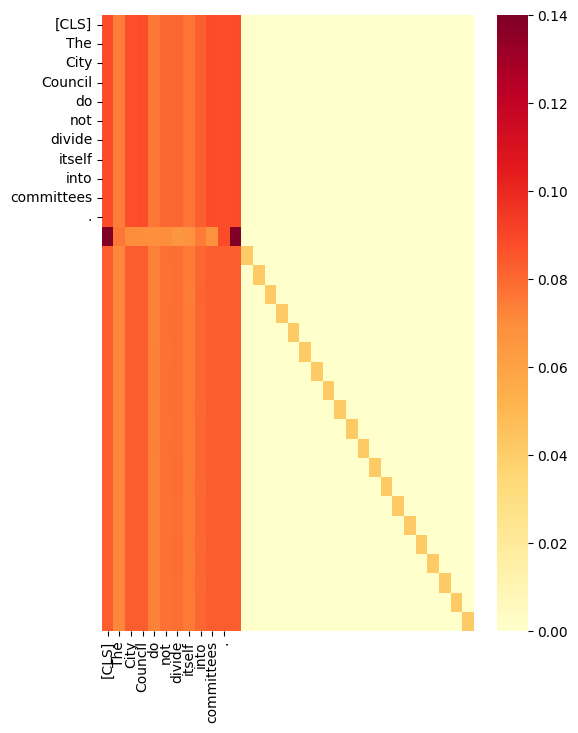 [CLS]
The
City
Council
do
not
divide
itself
into
committees
.
[CLS]
The
City
Council
do
not
divide
itself
into
committees
.
0.14
0.12
0.10
0.08
0.06
0.04
0.02
0.00